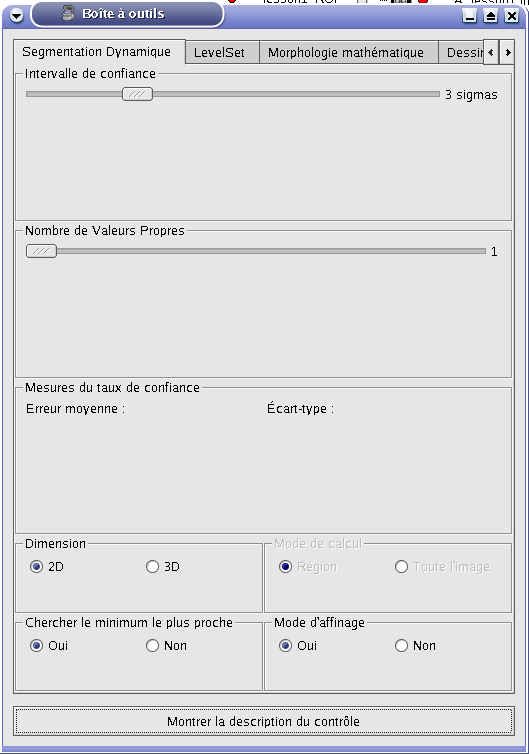 Boîte à outils
Segmentation Dynamique LevelSet Morphologie mathématique Dessin
Intervalle de confiance
3 sigmas
Nombre de Valeurs Propres
1
Mesures du taux de confiance
Erreur moyenne : Écart-type :
Dimension Mode de calcul
2D 3D Région Toute l'image
Chercher le minimum le plus proche Mode d'affinage
Oui Non Oui Non
Montrer la description du contrôle